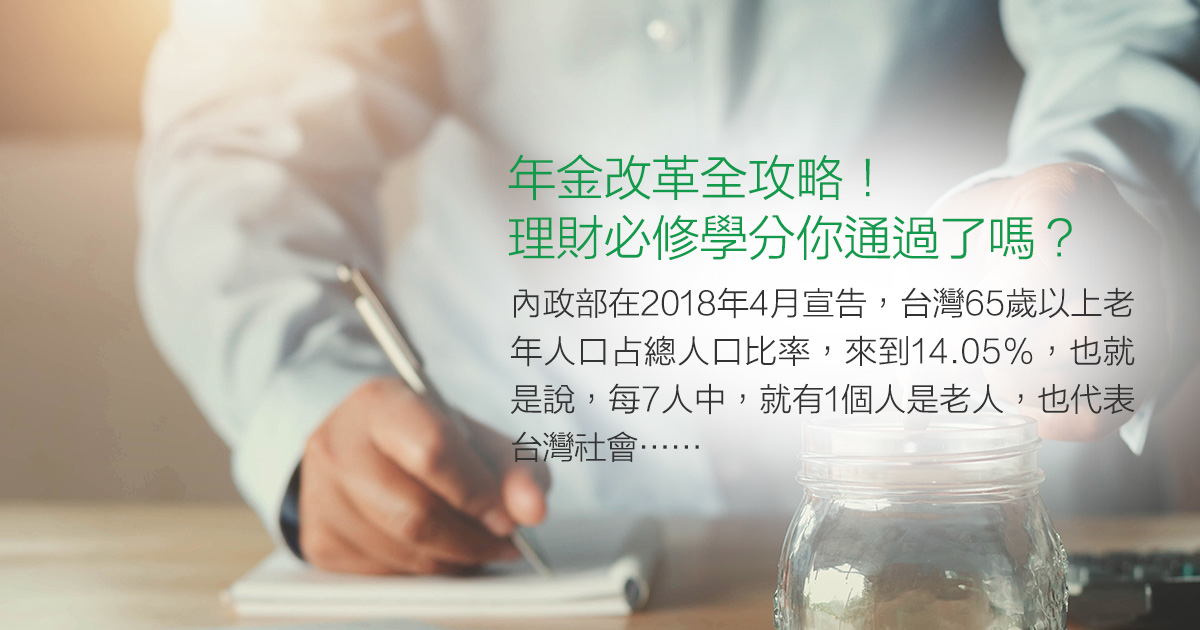 年金改革全攻略！
理財必修學分你通過了嗎？
內政部在2018年4月宣告，台灣65歲以上老
年人口占總人口比率，來到14.05%，也就
是說，每7人中，就有1個人是老人，也代表
台灣社會⋯⋯